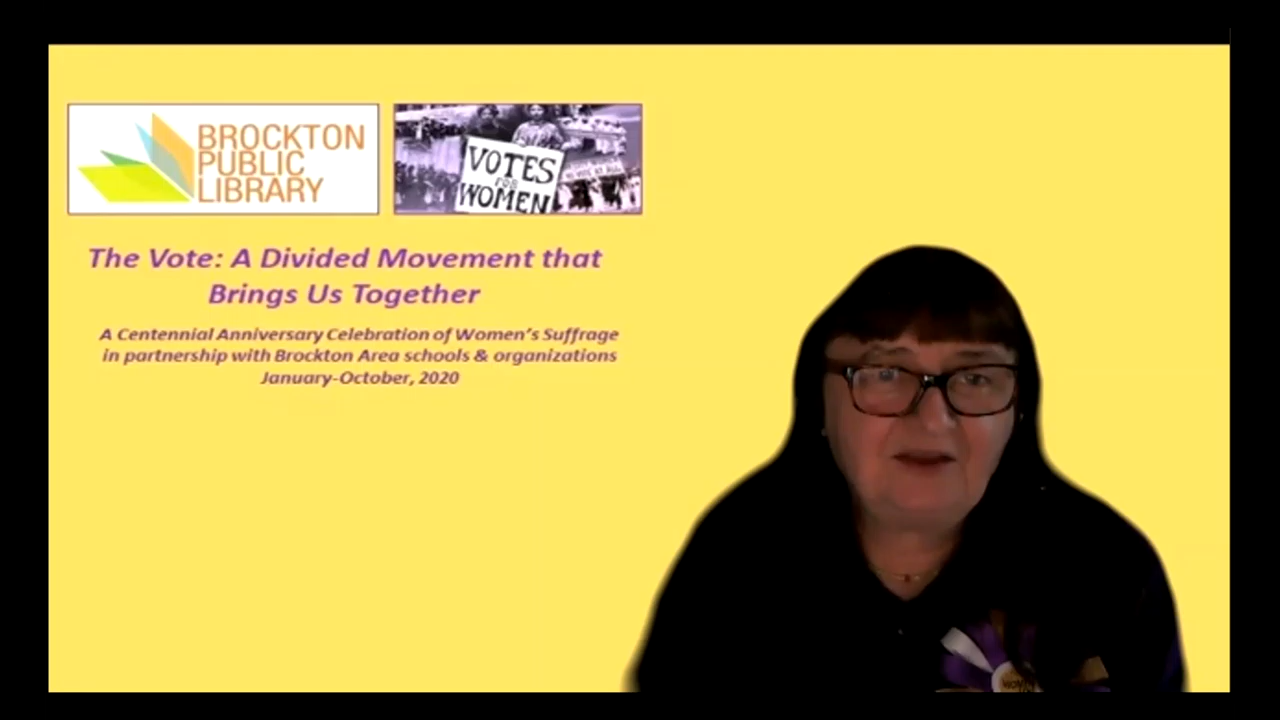 BROCKTON
PUBLIC
LIBRARY
VOTES
FOR
WOMEN
The Vote: A Divided Movement that
Brings Us Together
A Centennial Anniversary Celebration of Women's Suffrage
in partnership with Brockton Area schools & organizations
January-October, 2020